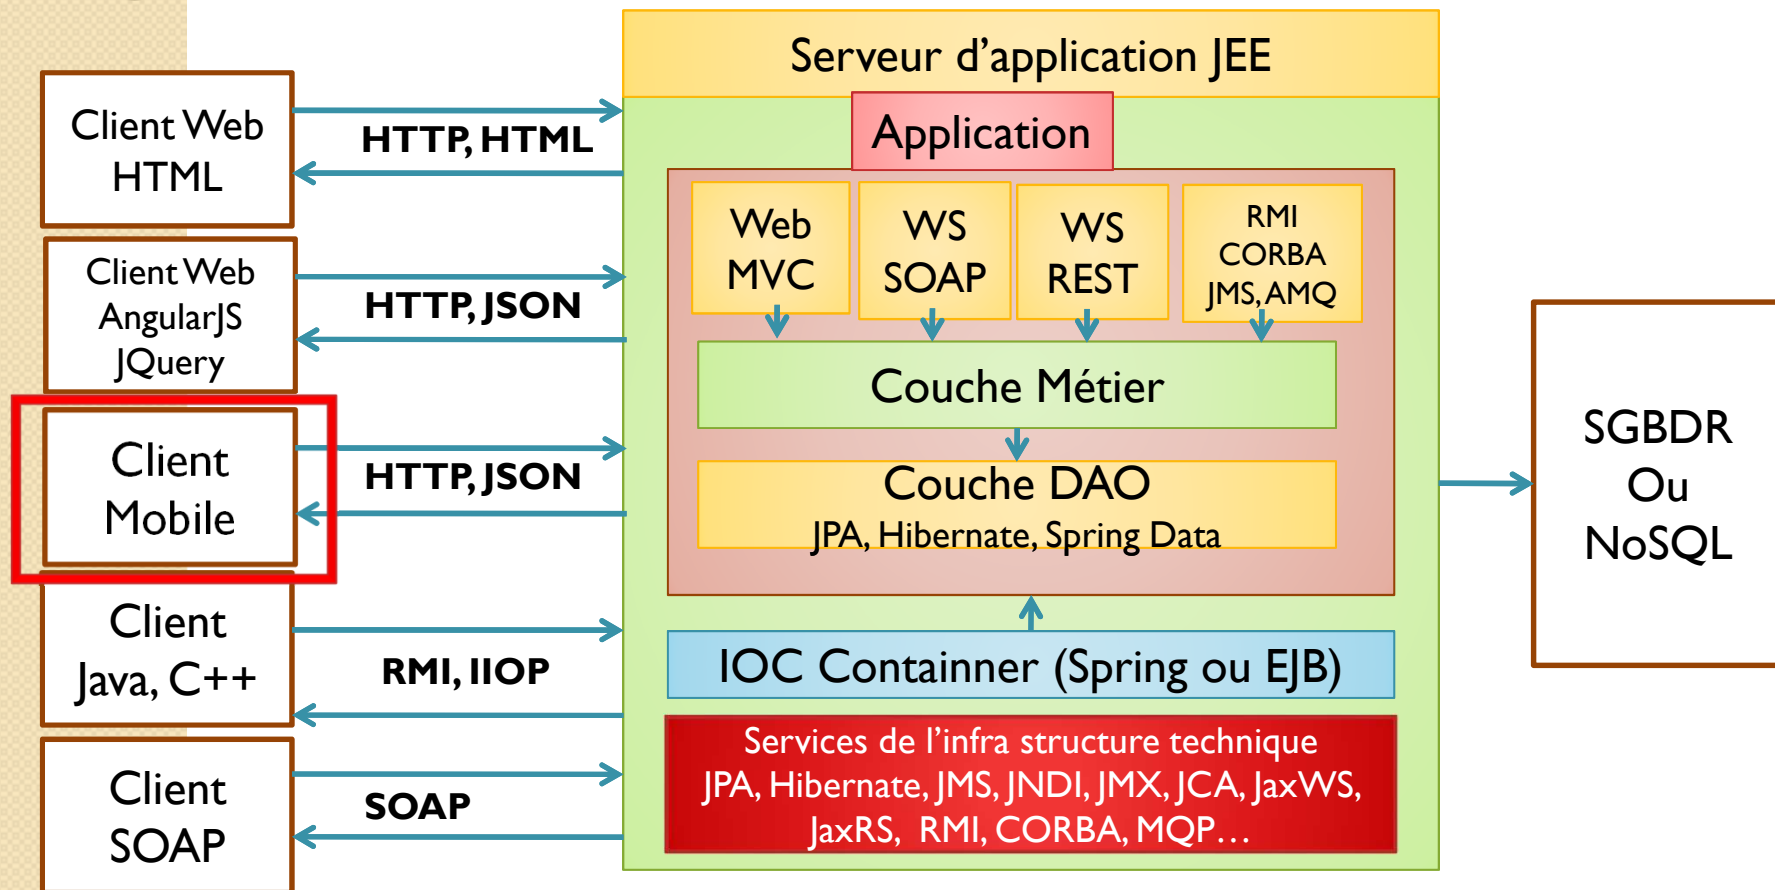 Serveur d'application JEE
Application
Client Web
HTML
HTTP, HTML
Client Web
AngularJS
JQuery
HTTP, JSON
Client
Mobile
HTTP, JSON
Client
Java, C++
RMI, IIOP
Client
SOAP
SOAP
Web
MVC
WS
SOAP
WS
REST
RMI
CORBA
JMS, AMQ
Couche Métier
Couche DAO
JPA, Hibernate, Spring Data
IOC Containner (Spring ou EJB)
Services de l'infra structure technique
JPA, Hibernate, JMS, JNDI, JMX, JCA, JaxWS,
JaxRS, RMI, CORBA, MQP…
SGBDR
Ou
NoSQL